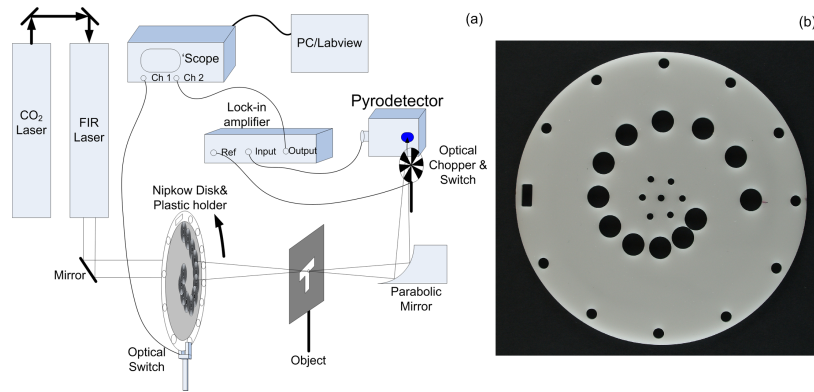 (a)
(b)
CO2
Laser
FIR
Laser
'Scope
Ch 1
Ch 2
PC/Labview
Lock-in
amplifier
Ref
Input
Output
Pyrodetector
Optical
Chopper &
Switch
Nipkow Disk&
Plastic holder
Mirror
Parabolic
Mirror
Optical
Switch
Object